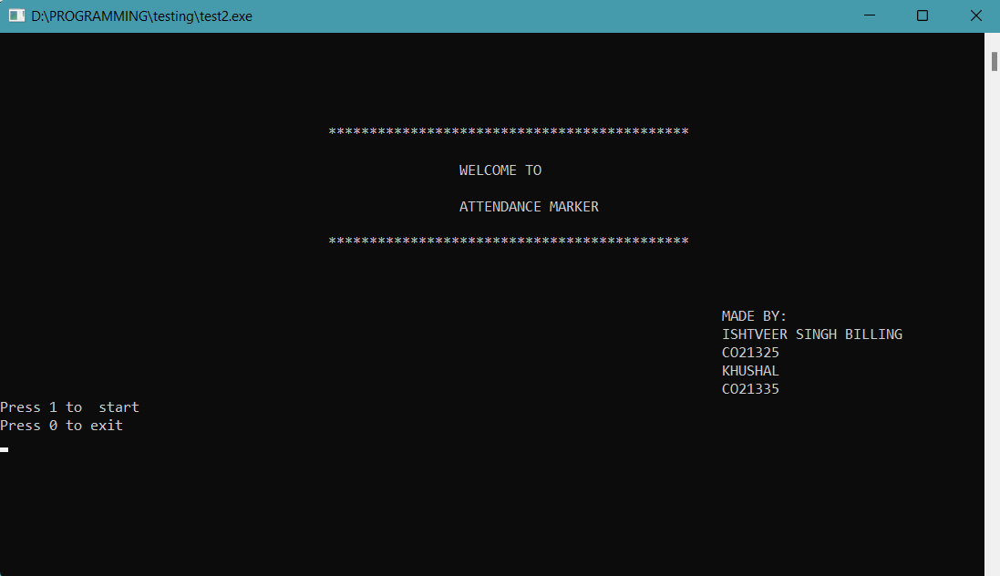 D:\PROGRAMMING\testing\test2.exe
********************************************
WELCOME TO
ATTENDANCE MARKER
********************************************
MADE BY:
ISHTVEER SINGH BILLING
CO21325
KHUSHAL
CO21335
Press 1 to  start
Press 0 to exit